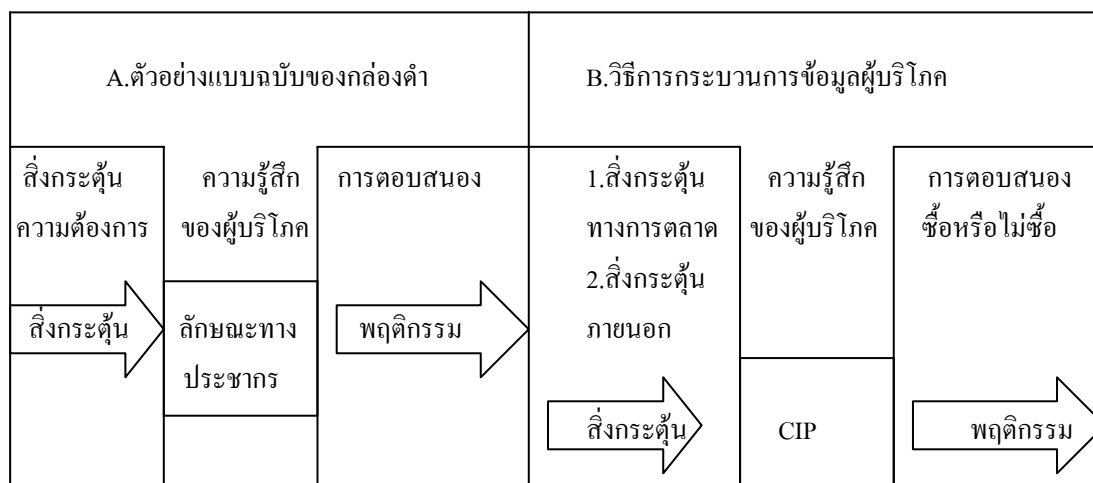 A.ตัวอย่างแบบฉบับของกล่องดำ
B.วิธีการกระบวนการข้อมูลผู้บริโภค
สิ่งกระตุ้น
ความต้องการ
ความรู้สึก
ของผู้บริโภค
การตอบสนอง
1.สิ่งกระตุ้น
ทางการตลาด
2.สิ่งกระตุ้น
ภายนอก
ความรู้สึก
ของผู้บริโภค
การตอบสนอง
ซื้อหรือไม่ซื้อ
สิ่งกระตุ้น
ลักษณะทาง
ประชากร
พฤติกรรม
สิ่งกระตุ้น
CIP
พฤติกรรม